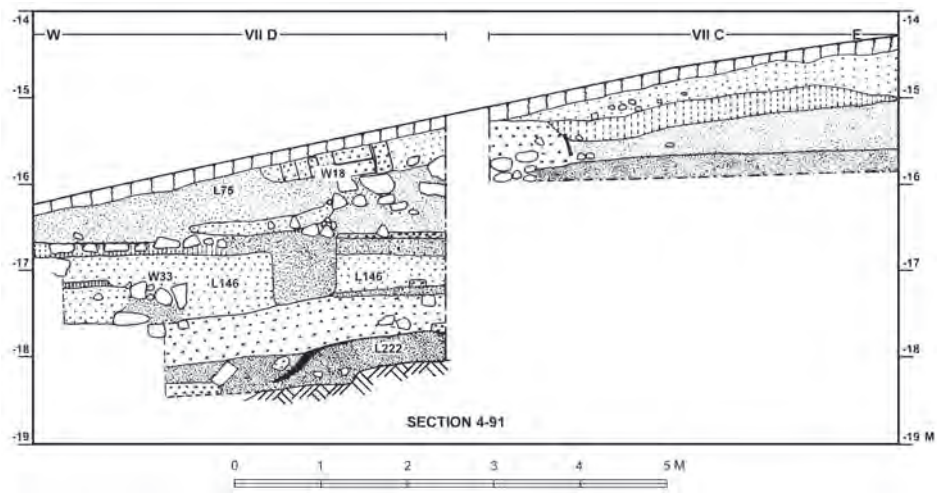 -14 -14
W VII D VII C E
-15 -15
W18
L75
-16 -16
-17 -17
W33 L146 L146
-18 -18
L222
SECTION 4-91
-19 -19 M
0 1 2 3 4 5 M